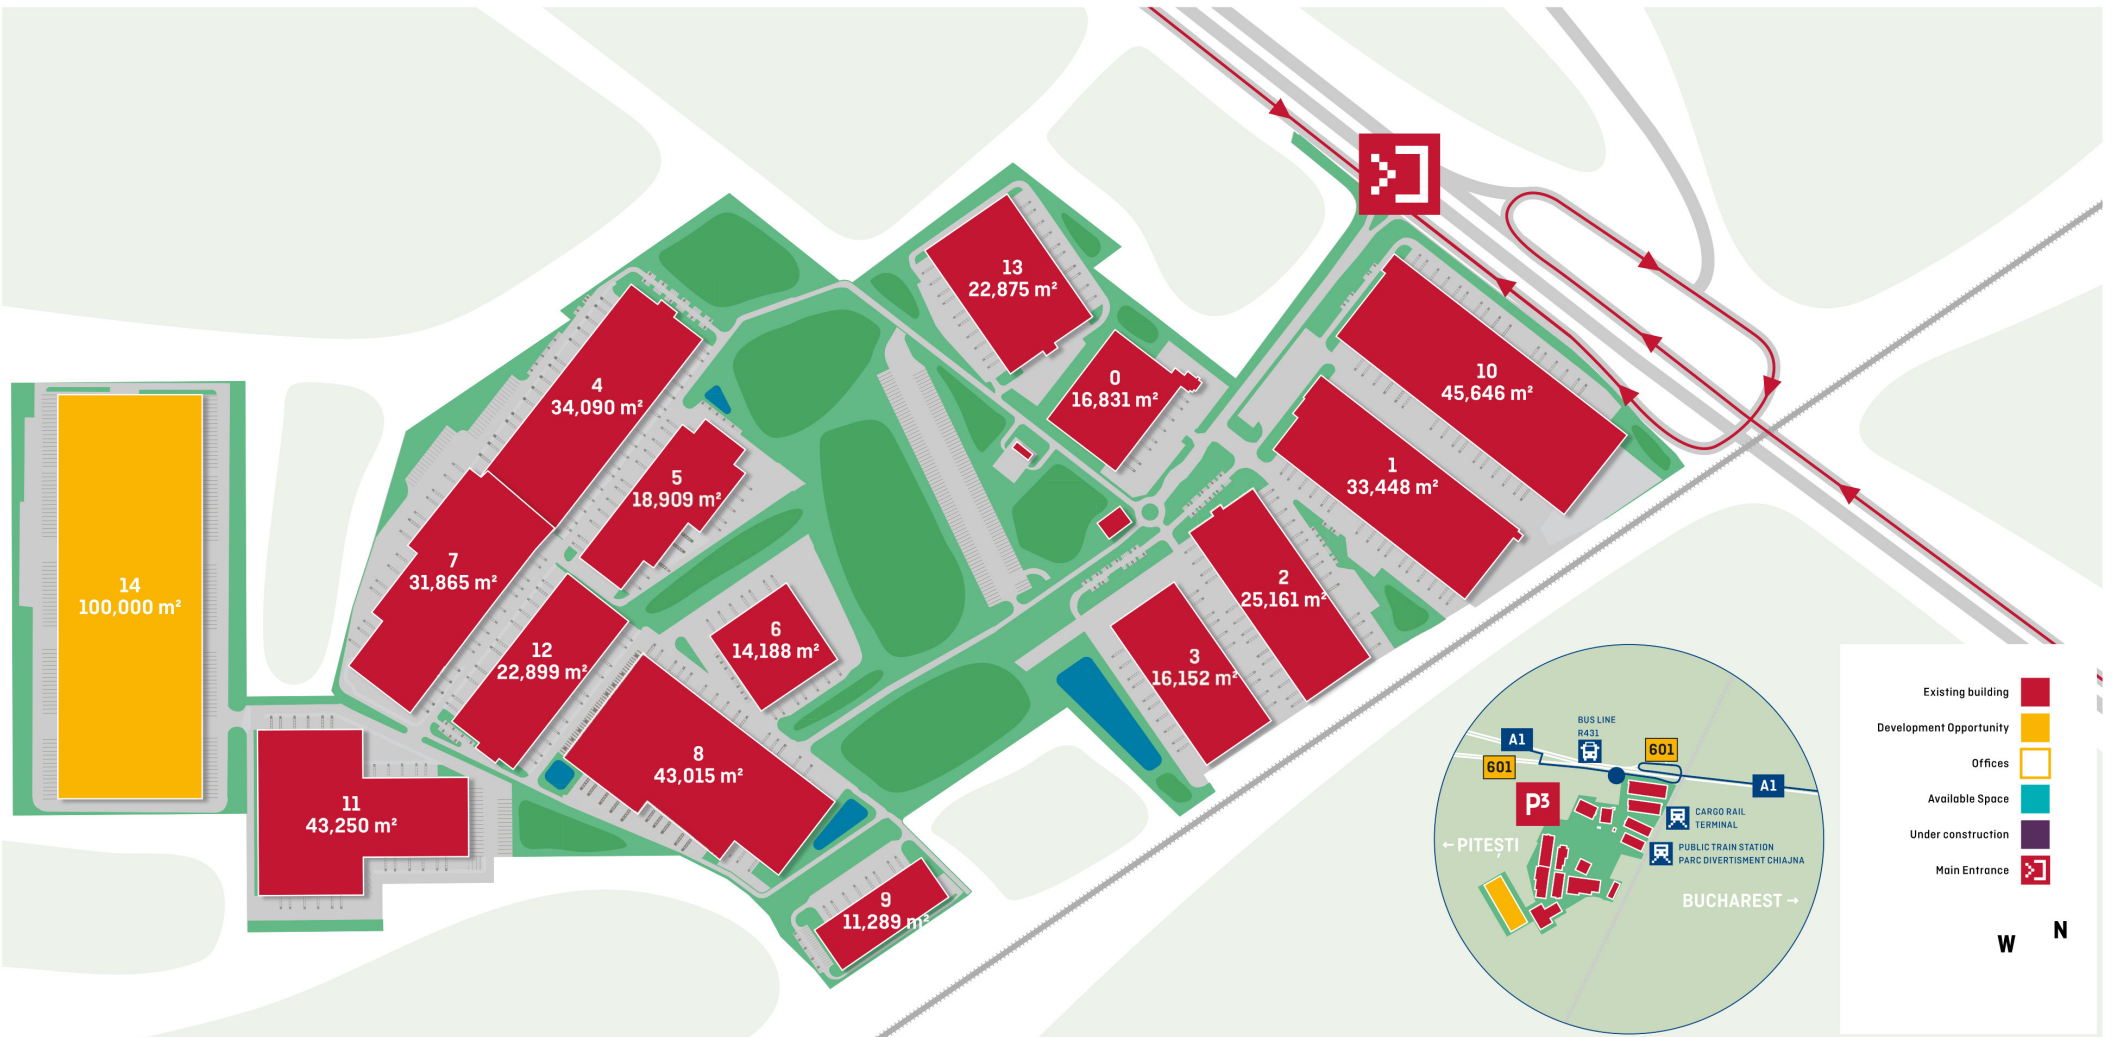 13
22,875 m²
0
16,831 m²
10
45,646 m²
4
34,090 m²
1
33,448 m²
5
18,909 m²
7
31,865 m²
14
100,000 m²
2
25,161 m²
6
14,188 m²
12
22,899 m²
3
16,152 m²
8
43,015 m²
11
43,250 m²
9
11,289 m²
BUS LINE
R431
A1
601
601
A1
P3
CARGO RAIL
TERMINAL
←PITEȘTI
PUBLIC TRAIN STATION
PARC DIVERTISMENT CHIAJNA
BUCHAREST→
Existing building
Development Opportunity
Offices
Available Space
Under construction
Main Entrance
N
W